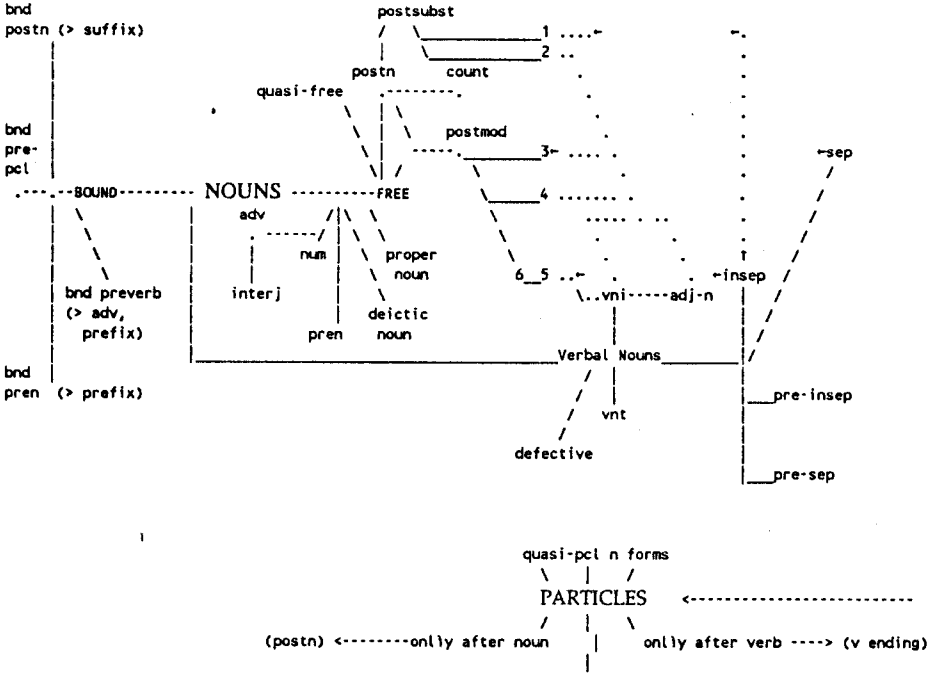 bnd postsubst
postn (> suffix) 1
2
postn count
quasi-free
bnd postmod
pre- 3
pcl sep
BOUND NOUNS FREE 4
adv
num proper
noun 6 5 insep
bnd preverb interj vni adj-n
(> adv, deictic
prefix) pren noun
Verbal Nouns
bnd
pren (> prefix) pre-insep
vnt
defective
pre-sep
quasi-pcl n forms
PARTICLES
(postn) <--------only after noun only after verb ----> (v ending)